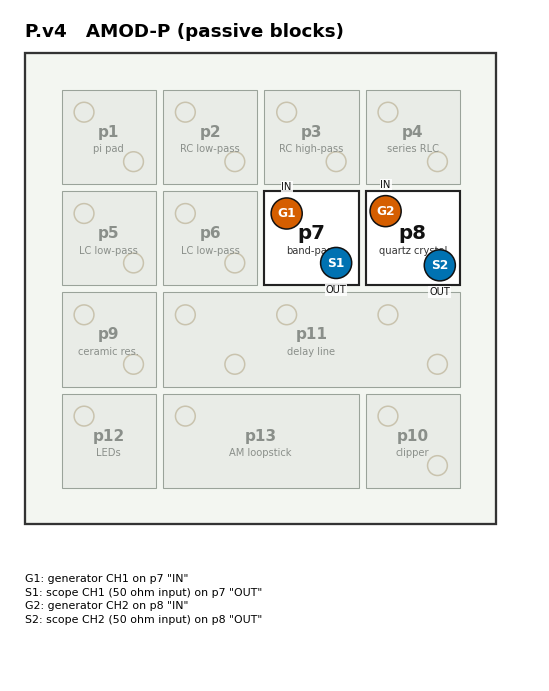 P.v4 AMOD-P (passive blocks)
p1
pi pad
p2
RC low-pass
p3
RC high-pass
p4
series RLC
p5
LC low-pass
p6
LC low-pass
IN
G1
p7
S1
OUT
IN
G2
p8
quartz crystal
S2
OUT
p9
ceramic res.
p11
delay line
p12
LEDs
p13
AM loopstick
p10
clipper
G1: generator CH1 on p7 "IN"
S1: scope CH1 (50 ohm input) on p7 "OUT"
G2: generator CH2 on p8 "IN"
S2: scope CH2 (50 ohm input) on p8 "OUT"